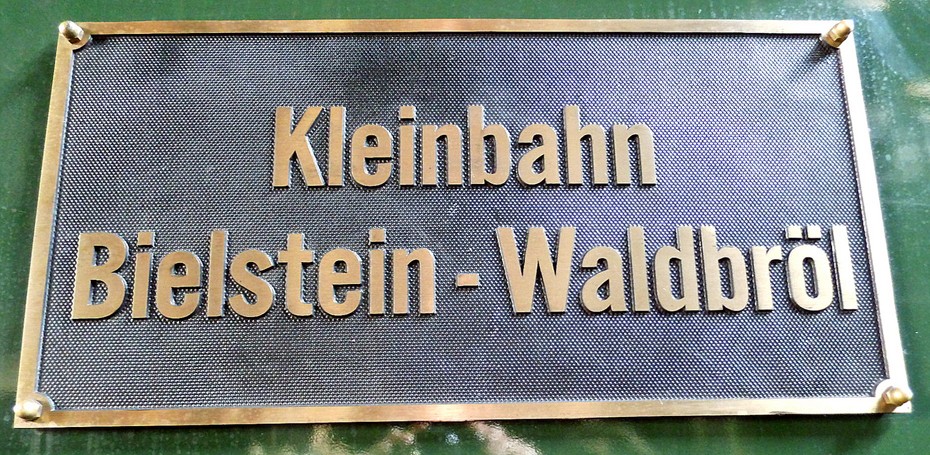 Kleinbahn
Bielstein - Waldbröl